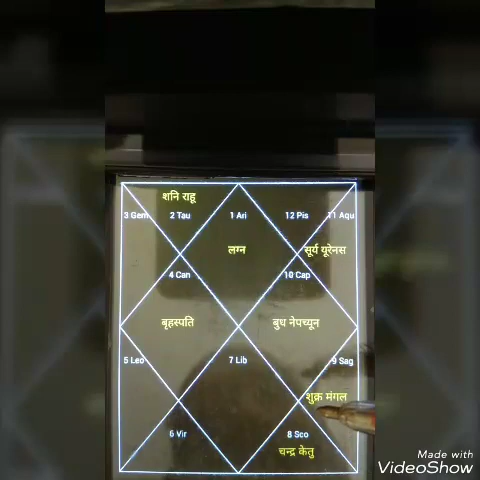 शनि राहू
3 Gem 2 Tau 1 Ari 12 Pis 11 Aqu
लग्न सूर्य यूरेनस
4 Can 10 Cap
बृहस्पति बुध नेपच्यून
5 Leo 7 Lib 9 Sag
शुक्र मंगल
6 Vir 8 Sco
चन्द्र केतु
Made with
VideoShow